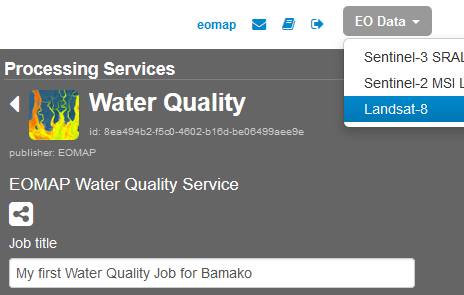 eomap
EO Data
Sentinel-3 SRAL
Sentinel-2 MSI L
Landsat-8
Processing Services
Water Quality
id: 8ea494b2-f5c0-4602-b16d-be06499aee9e
publisher: EOMAP
EOMAP Water Quality Service
Job title
My first Water Quality Job for Bamako